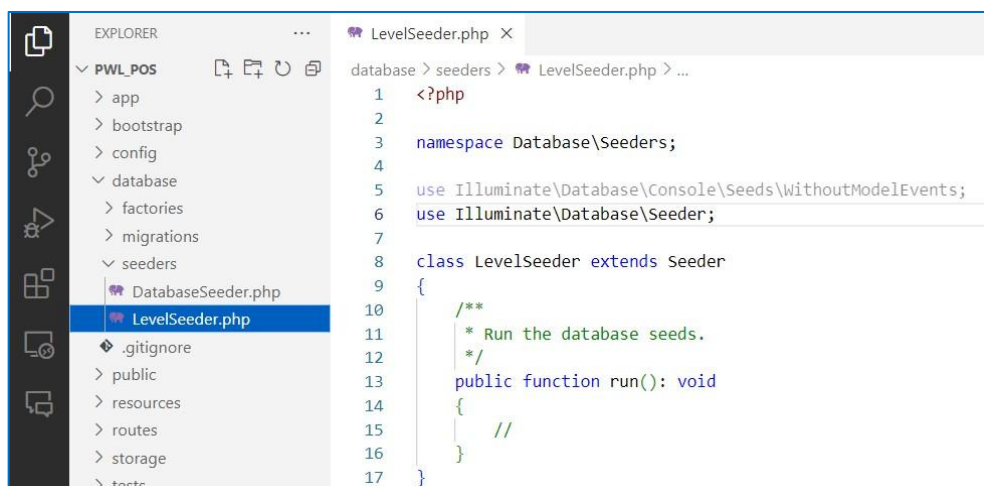 EXPLORER ...
PWL_POS
app
bootstrap
config
database
factories
migrations
seeders
DatabaseSeeder.php
LevelSeeder.php
.gitignore
public
resources
routes
storage
tests
LevelSeeder.php ×
database > seeders > LevelSeeder.php > ...
1 <?php
2
3 namespace Database\Seeders;
4
5 use Illuminate\Database\Console\Seeds\WithoutModelEvents;
6 use Illuminate\Database\Seeder;
7
8 class LevelSeeder extends Seeder
9 {
10 /**
11 * Run the database seeds.
12 */
13 public function run(): void
14 {
15 //
16 }
17 }